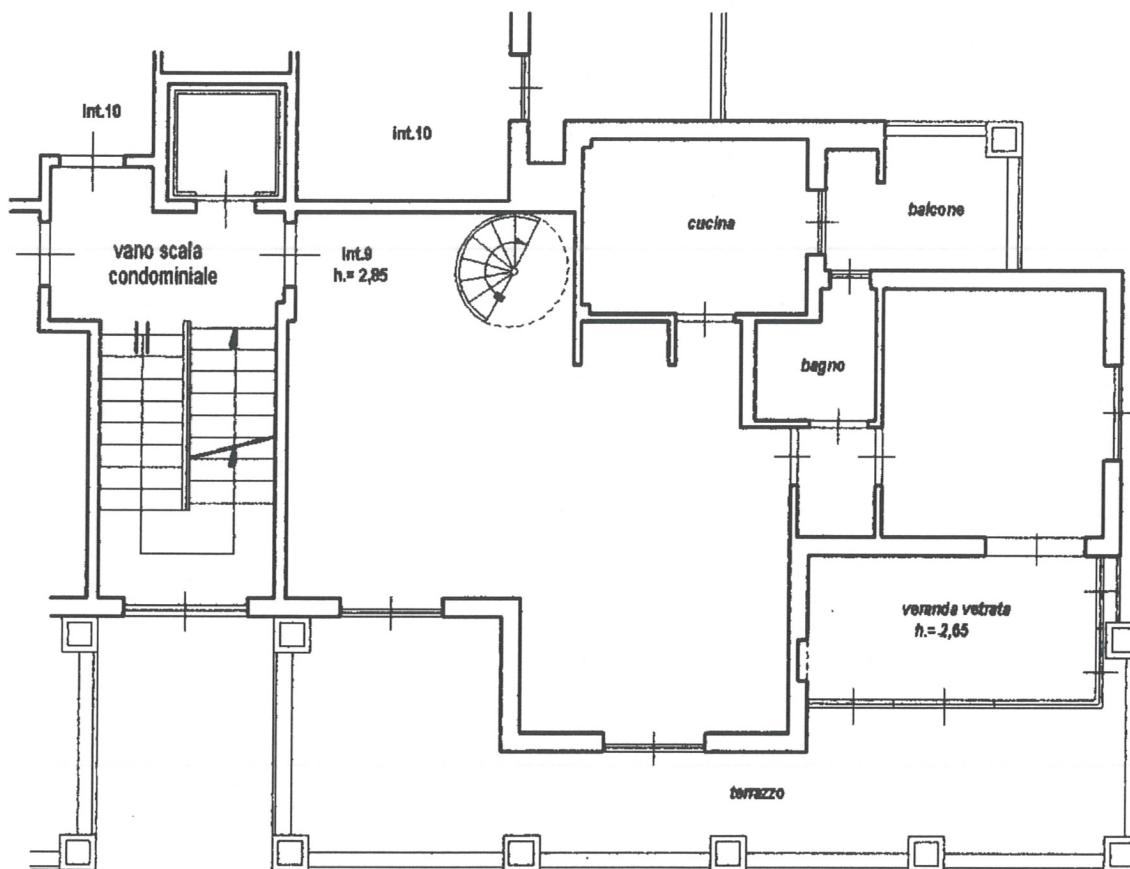 Int.10
int.10
cucina
balcone
vano scala
condominiale
Int.9
h.= 2,85
bagno
veranda vetrata
h.= 2,65
terrazzo